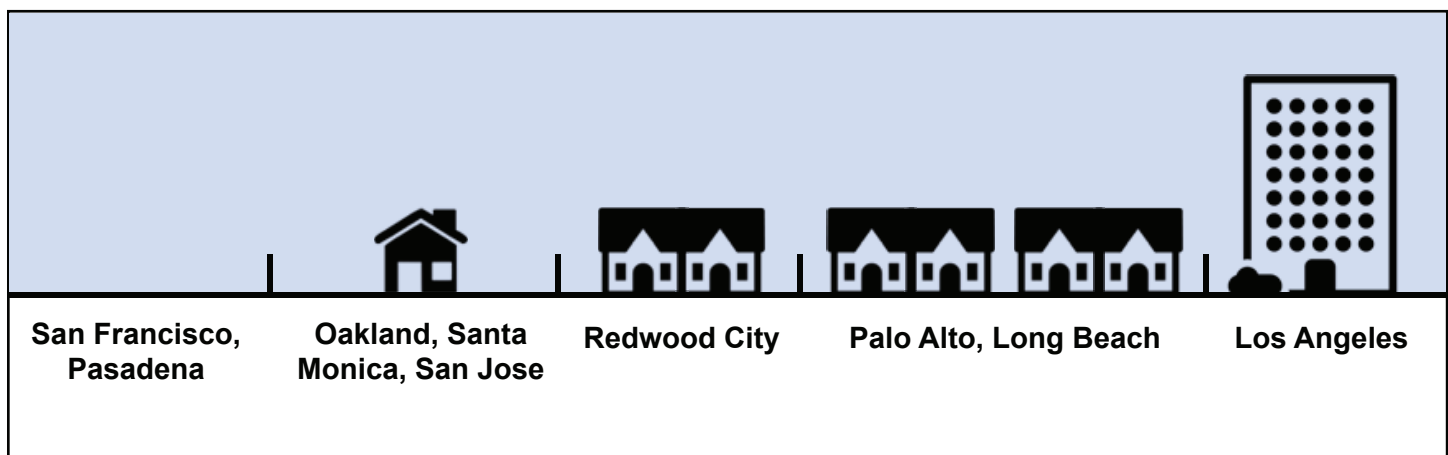 San Francisco,
Pasadena
Oakland, Santa
Monica, San Jose
Redwood City
Palo Alto, Long Beach
Los Angeles